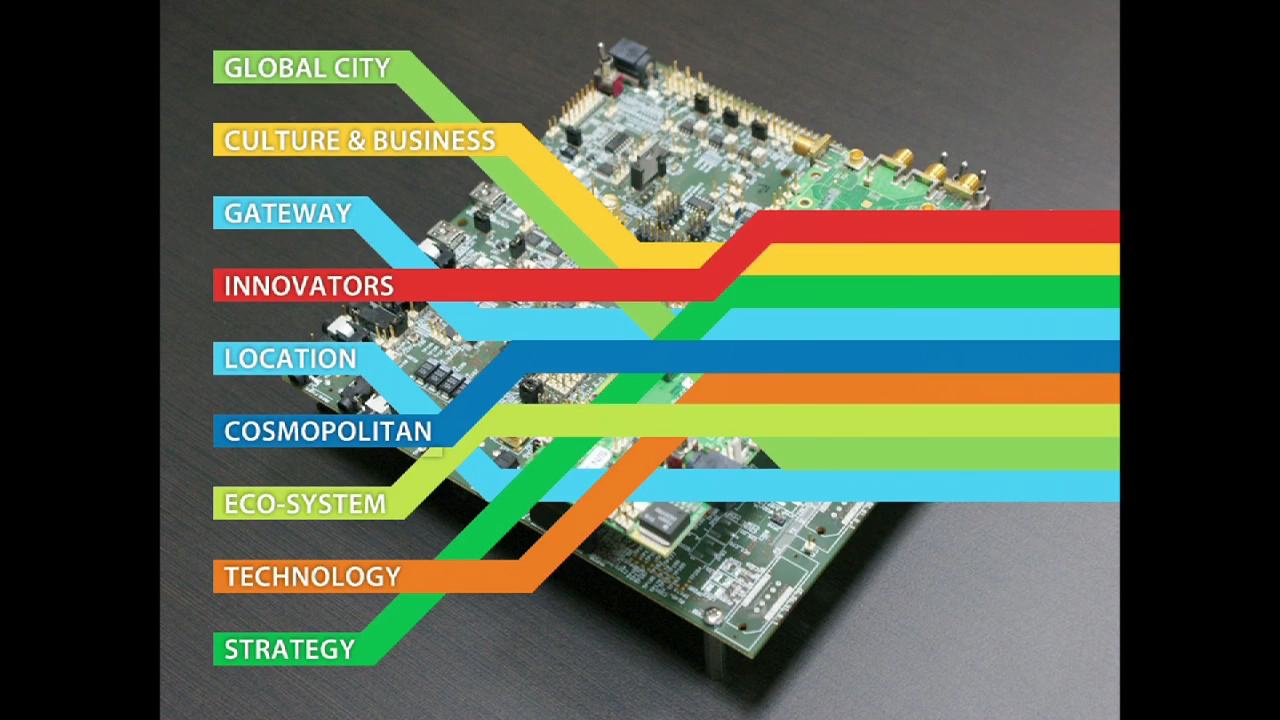 GLOBAL CITY
CULTURE & BUSINESS
GATEWAY
INNOVATORS
LOCATION
COSMOPOLITAN
ECO-SYSTEM
TECHNOLOGY
STRATEGY